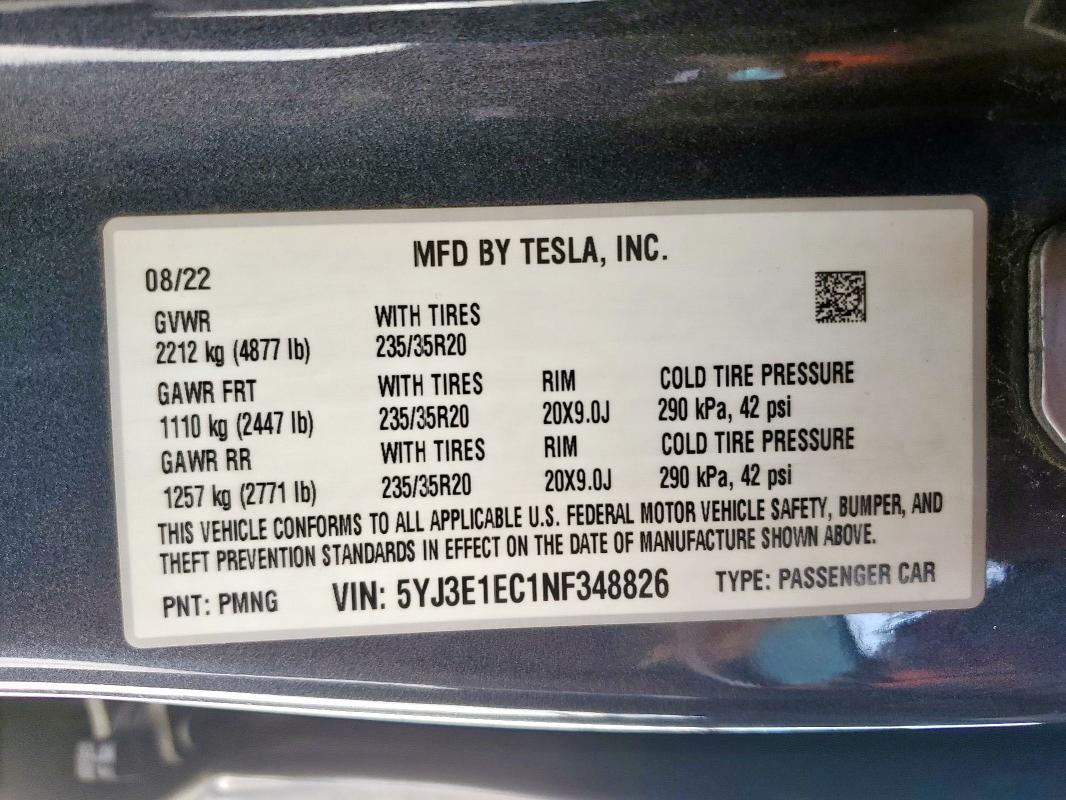 MFD BY TESLA, INC.
08/22
GVWR WITH TIRES
2212 kg (4877 lb) 235/35R20
GAWR FRT WITH TIRES RIM COLD TIRE PRESSURE
1110 kg (2447 lb) 235/35R20 20X9.0J 290 kPa, 42 psi
GAWR RR WITH TIRES RIM COLD TIRE PRESSURE
1257 kg (2771 lb) 235/35R20 20X9.0J 290 kPa, 42 psi
THIS VEHICLE CONFORMS TO ALL APPLICABLE U.S. FEDERAL MOTOR VEHICLE SAFETY, BUMPER, AND
THEFT PREVENTION STANDARDS IN EFFECT ON THE DATE OF MANUFACTURE SHOWN ABOVE.
PNT: PMNG VIN: 5YJ3E1EC1NF348826 TYPE: PASSENGER CAR